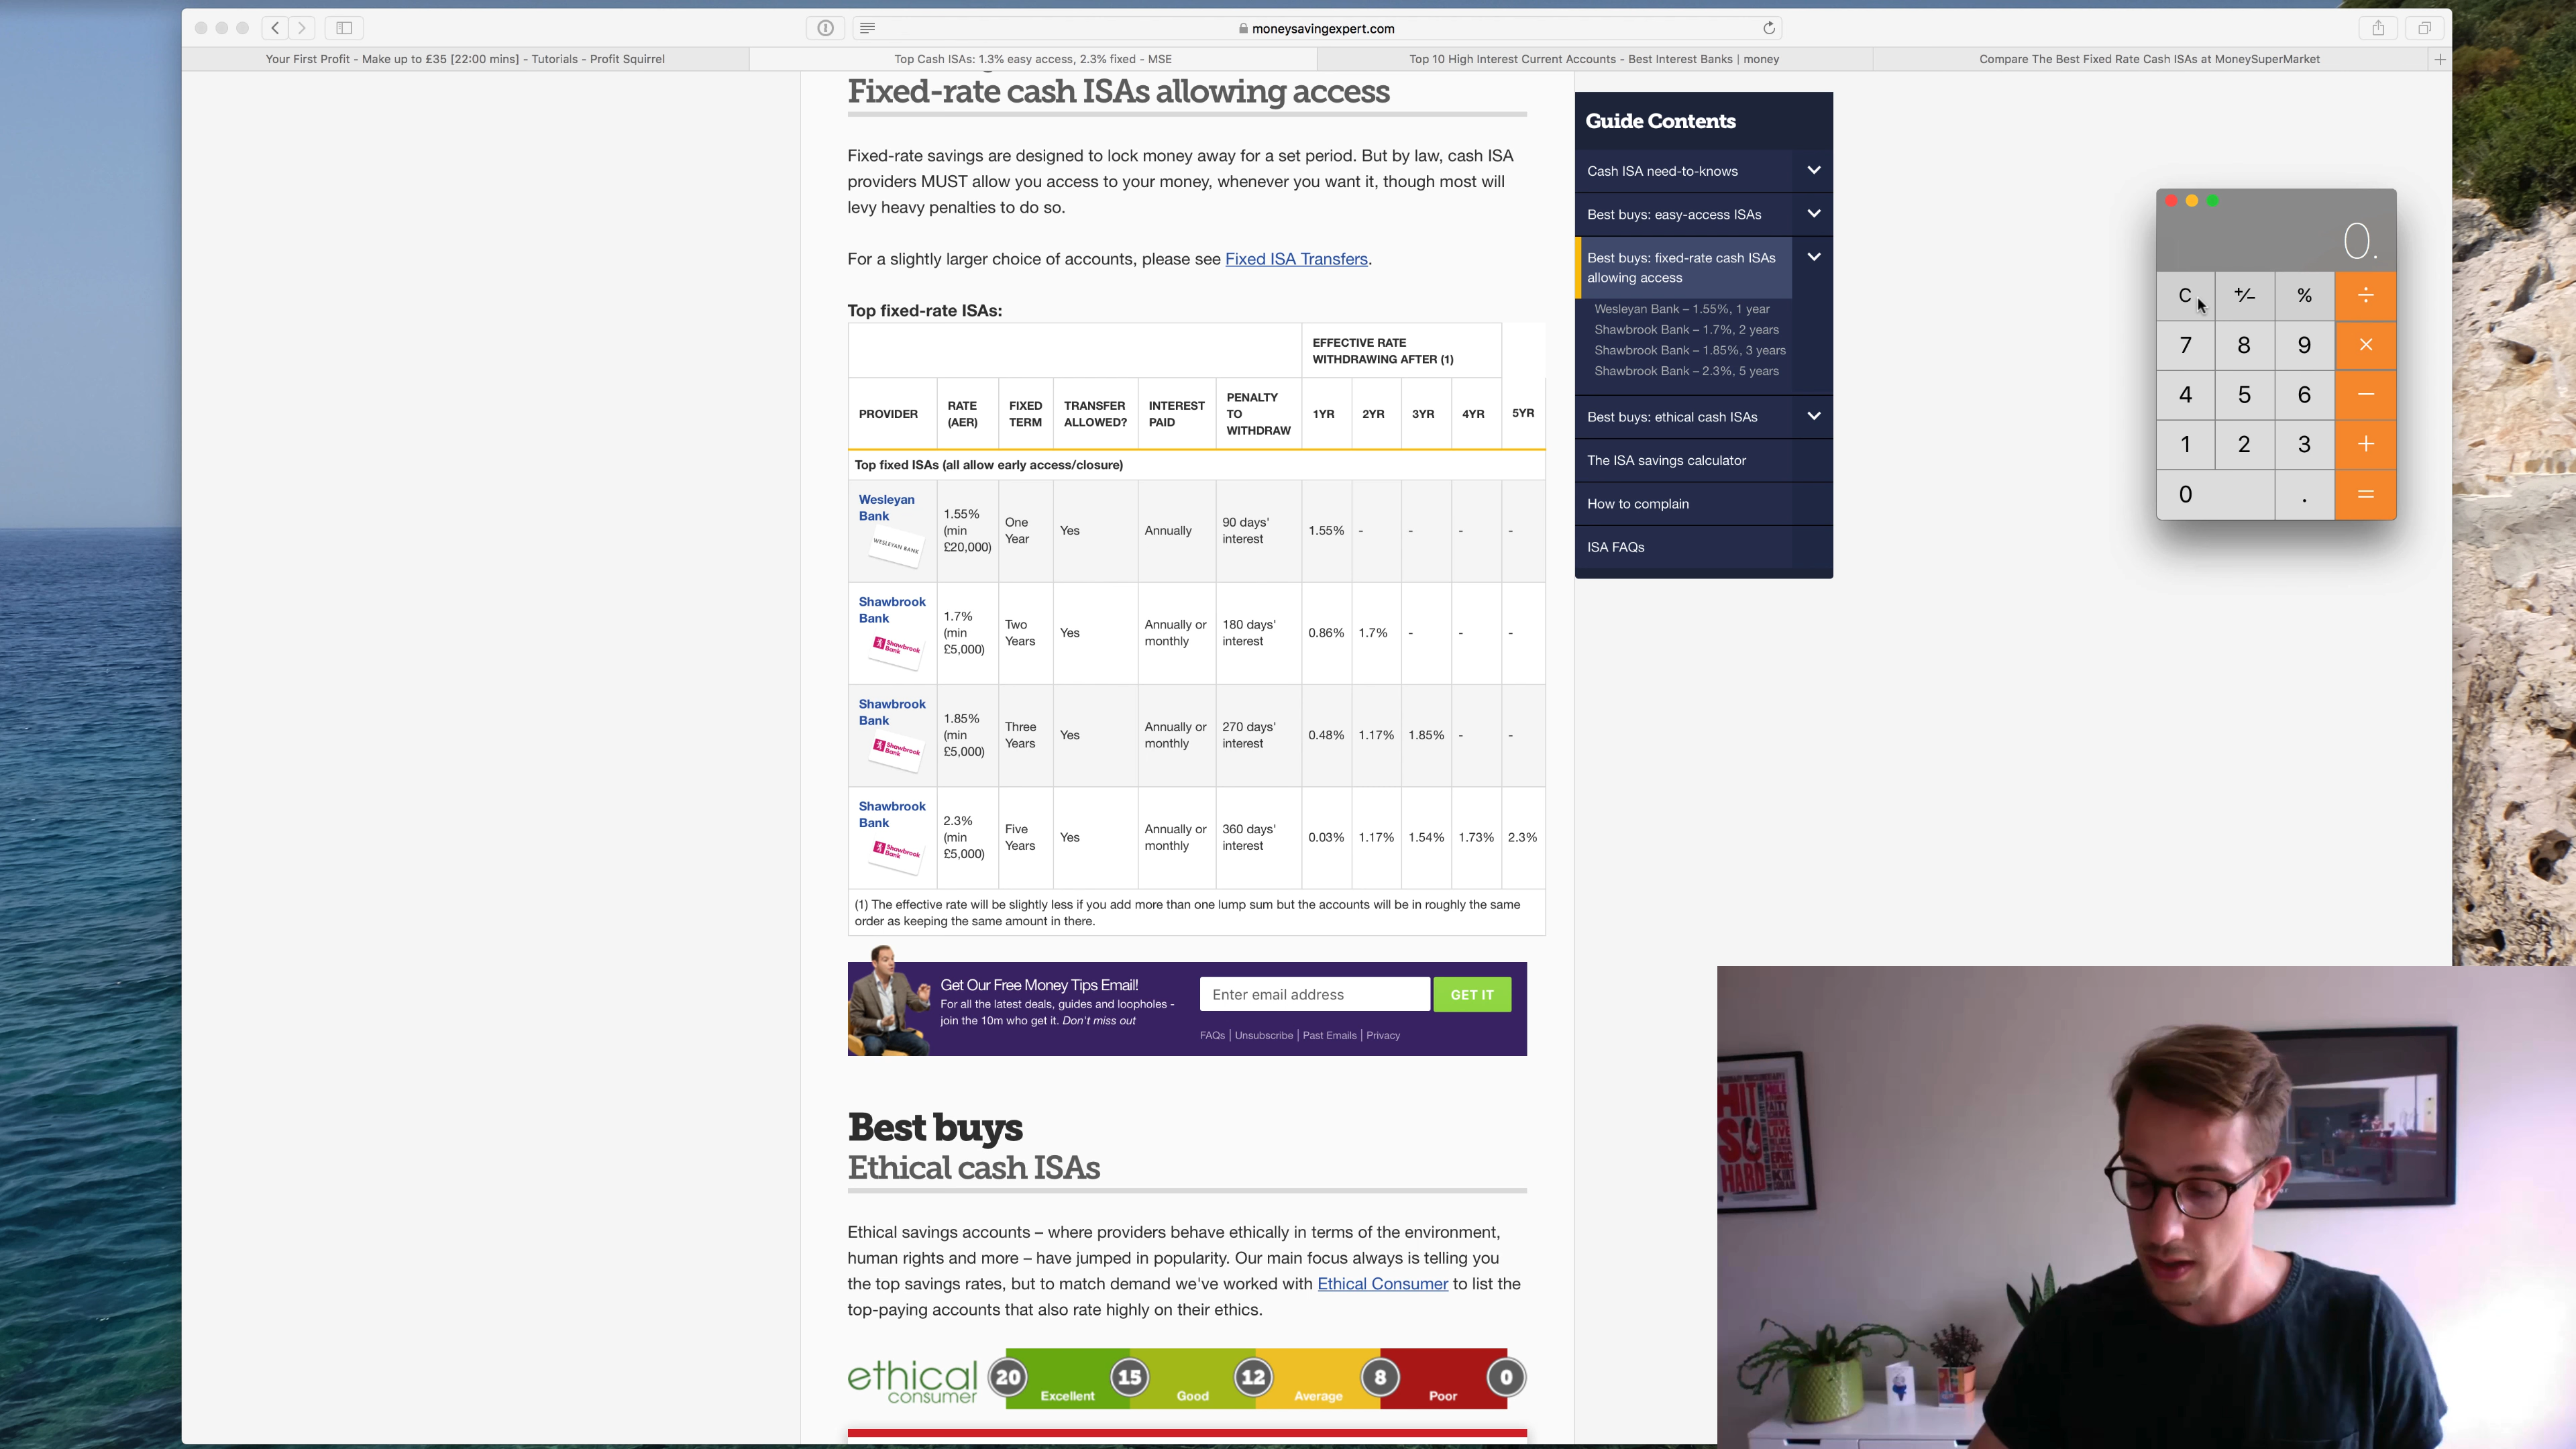 moneysavingexpert.com
Your First Profit - Make up to £35 [22:00 mins] - Tutorials - Profit Squirrel
Top Cash ISAs: 1.3% easy access, 2.3% fixed - MSE
Top 10 High Interest Current Accounts - Best Interest Banks | money
Compare The Best Fixed Rate Cash ISAs at MoneySuperMarket
Fixed-rate cash ISAs allowing access
Fixed-rate savings are designed to lock money away for a set period. But by law, cash ISA
providers MUST allow you access to your money, whenever you want it, though most will
levy heavy penalties to do so.
For a slightly larger choice of accounts, please see Fixed ISA Transfers.
Top fixed-rate ISAs:
EFFECTIVE RATE
WITHDRAWING AFTER (1)
PROVIDER
RATE
(AER)
FIXED
TERM
TRANSFER
ALLOWED?
INTEREST
PAID
PENALTY
TO
WITHDRAW
1YR
2YR
3YR
4YR
5YR
Top fixed ISAs (all allow early access/closure)
Wesleyan
Bank
WESLEYAN BANK
1.55%
(min
£20,000)
One
Year
Yes
Annually
90 days'
interest
1.55%
-
-
-
-
Shawbrook
Bank
Shawbrook
Bank
1.7%
(min
£5,000)
Two
Years
Yes
Annually or
monthly
180 days'
interest
0.86%
1.7%
-
-
-
Shawbrook
Bank
Shawbrook
Bank
1.85%
(min
£5,000)
Three
Years
Yes
Annually or
monthly
270 days'
interest
0.48%
1.17%
1.85%
-
-
Shawbrook
Bank
Shawbrook
Bank
2.3%
(min
£5,000)
Five
Years
Yes
Annually or
monthly
360 days'
interest
0.03%
1.17%
1.54%
1.73%
2.3%
(1) The effective rate will be slightly less if you add more than one lump sum but the accounts will be in roughly the same
order as keeping the same amount in there.
Get Our Free Money Tips Email!
For all the latest deals, guides and loopholes -
join the 10m who get it. Don't miss out
Enter email address
GET IT
FAQs | Unsubscribe | Past Emails | Privacy
Best buys
Ethical cash ISAs
Ethical savings accounts – where providers behave ethically in terms of the environment,
human rights and more – have jumped in popularity. Our main focus always is telling you
the top savings rates, but to match demand we've worked with Ethical Consumer to list the
top-paying accounts that also rate highly on their ethics.
ethical
consumer
20
Excellent
15
Good
12
Average
8
Poor
0
Guide Contents
Cash ISA need-to-knows
Best buys: easy-access ISAs
Best buys: fixed-rate cash ISAs
allowing access
Wesleyan Bank – 1.55%, 1 year
Shawbrook Bank – 1.7%, 2 years
Shawbrook Bank – 1.85%, 3 years
Shawbrook Bank – 2.3%, 5 years
Best buys: ethical cash ISAs
The ISA savings calculator
How to complain
ISA FAQs
0.
C +/− % ÷
7 8 9 ×
4 5 6 −
1 2 3 +
0 . =
HIT
SO
HARD